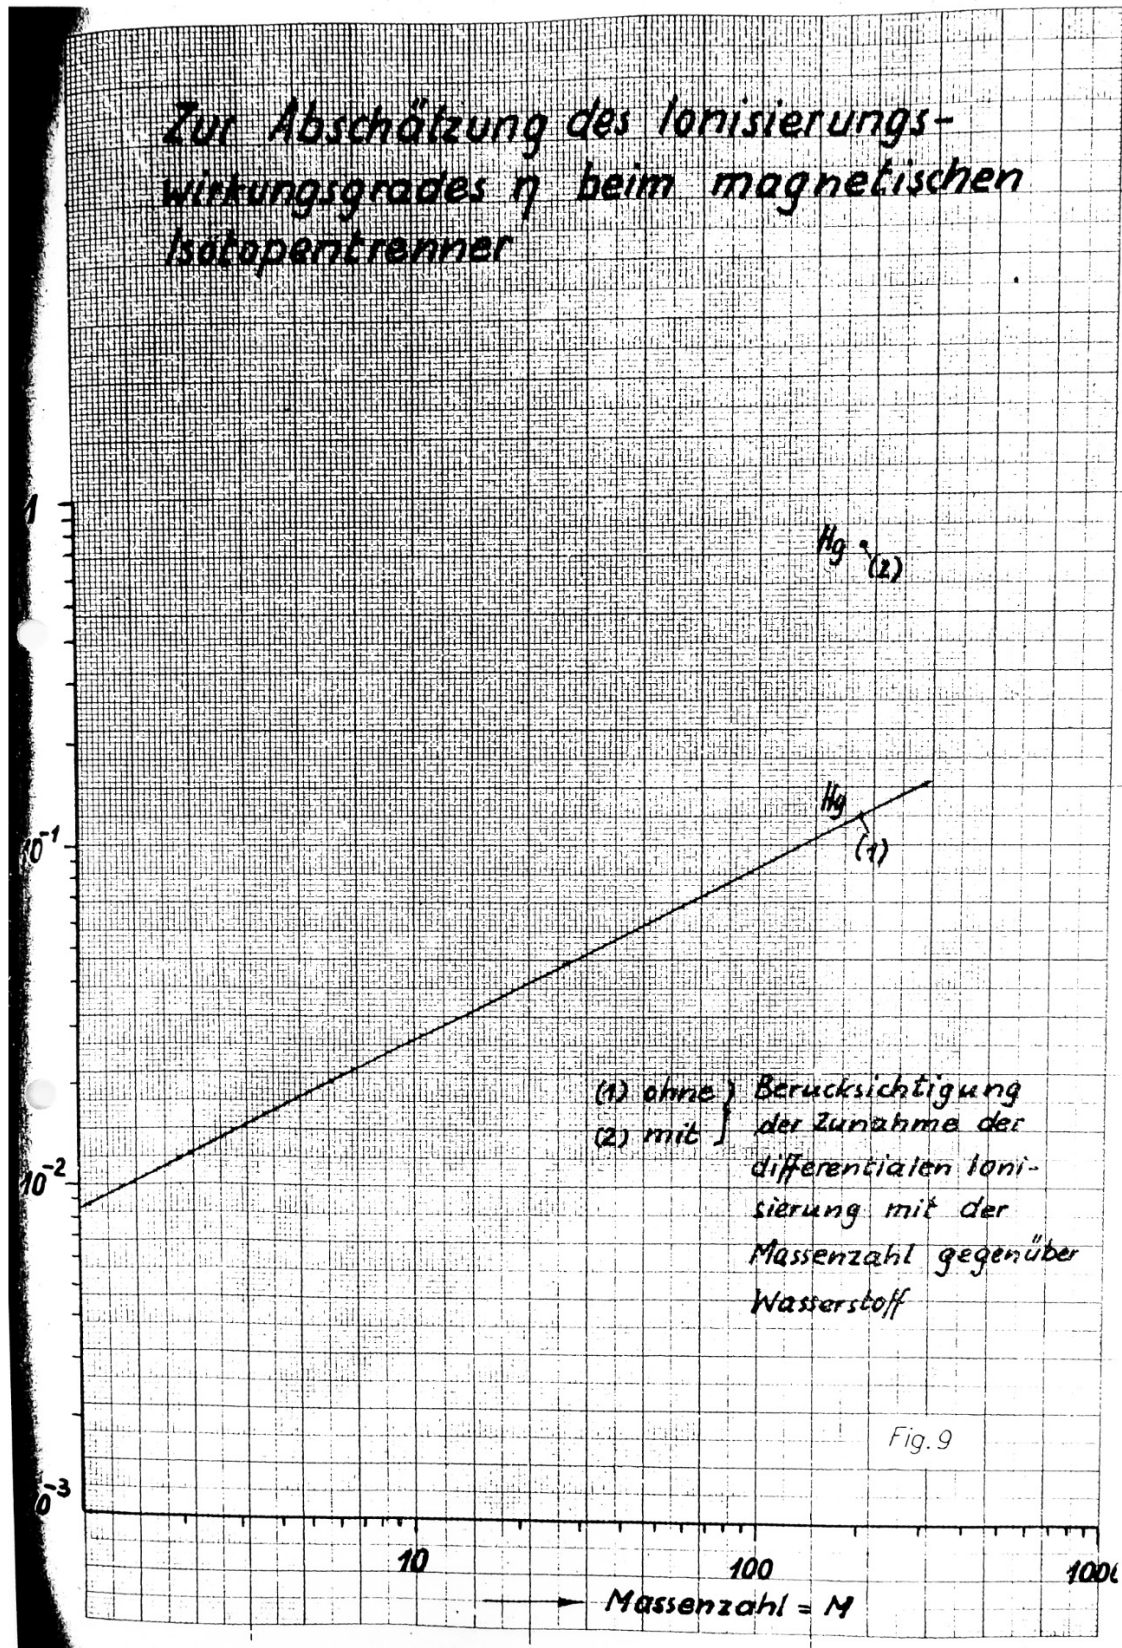 Zur Abschätzung des Ionisierungs-
wirkungsgrades η beim magnetischen
Isotopentrenner
1
Hg (2)
Hg
10⁻¹
(1)
(1) ohne } Berucksichtigung
(2) mit } der Zunahme der
differentialen Ioni-
10⁻²
sierung mit der
Massenzahl gegenüber
Wasserstoff
Fig. 9
10⁻³
10 100 1000
→ Massenzahl = M